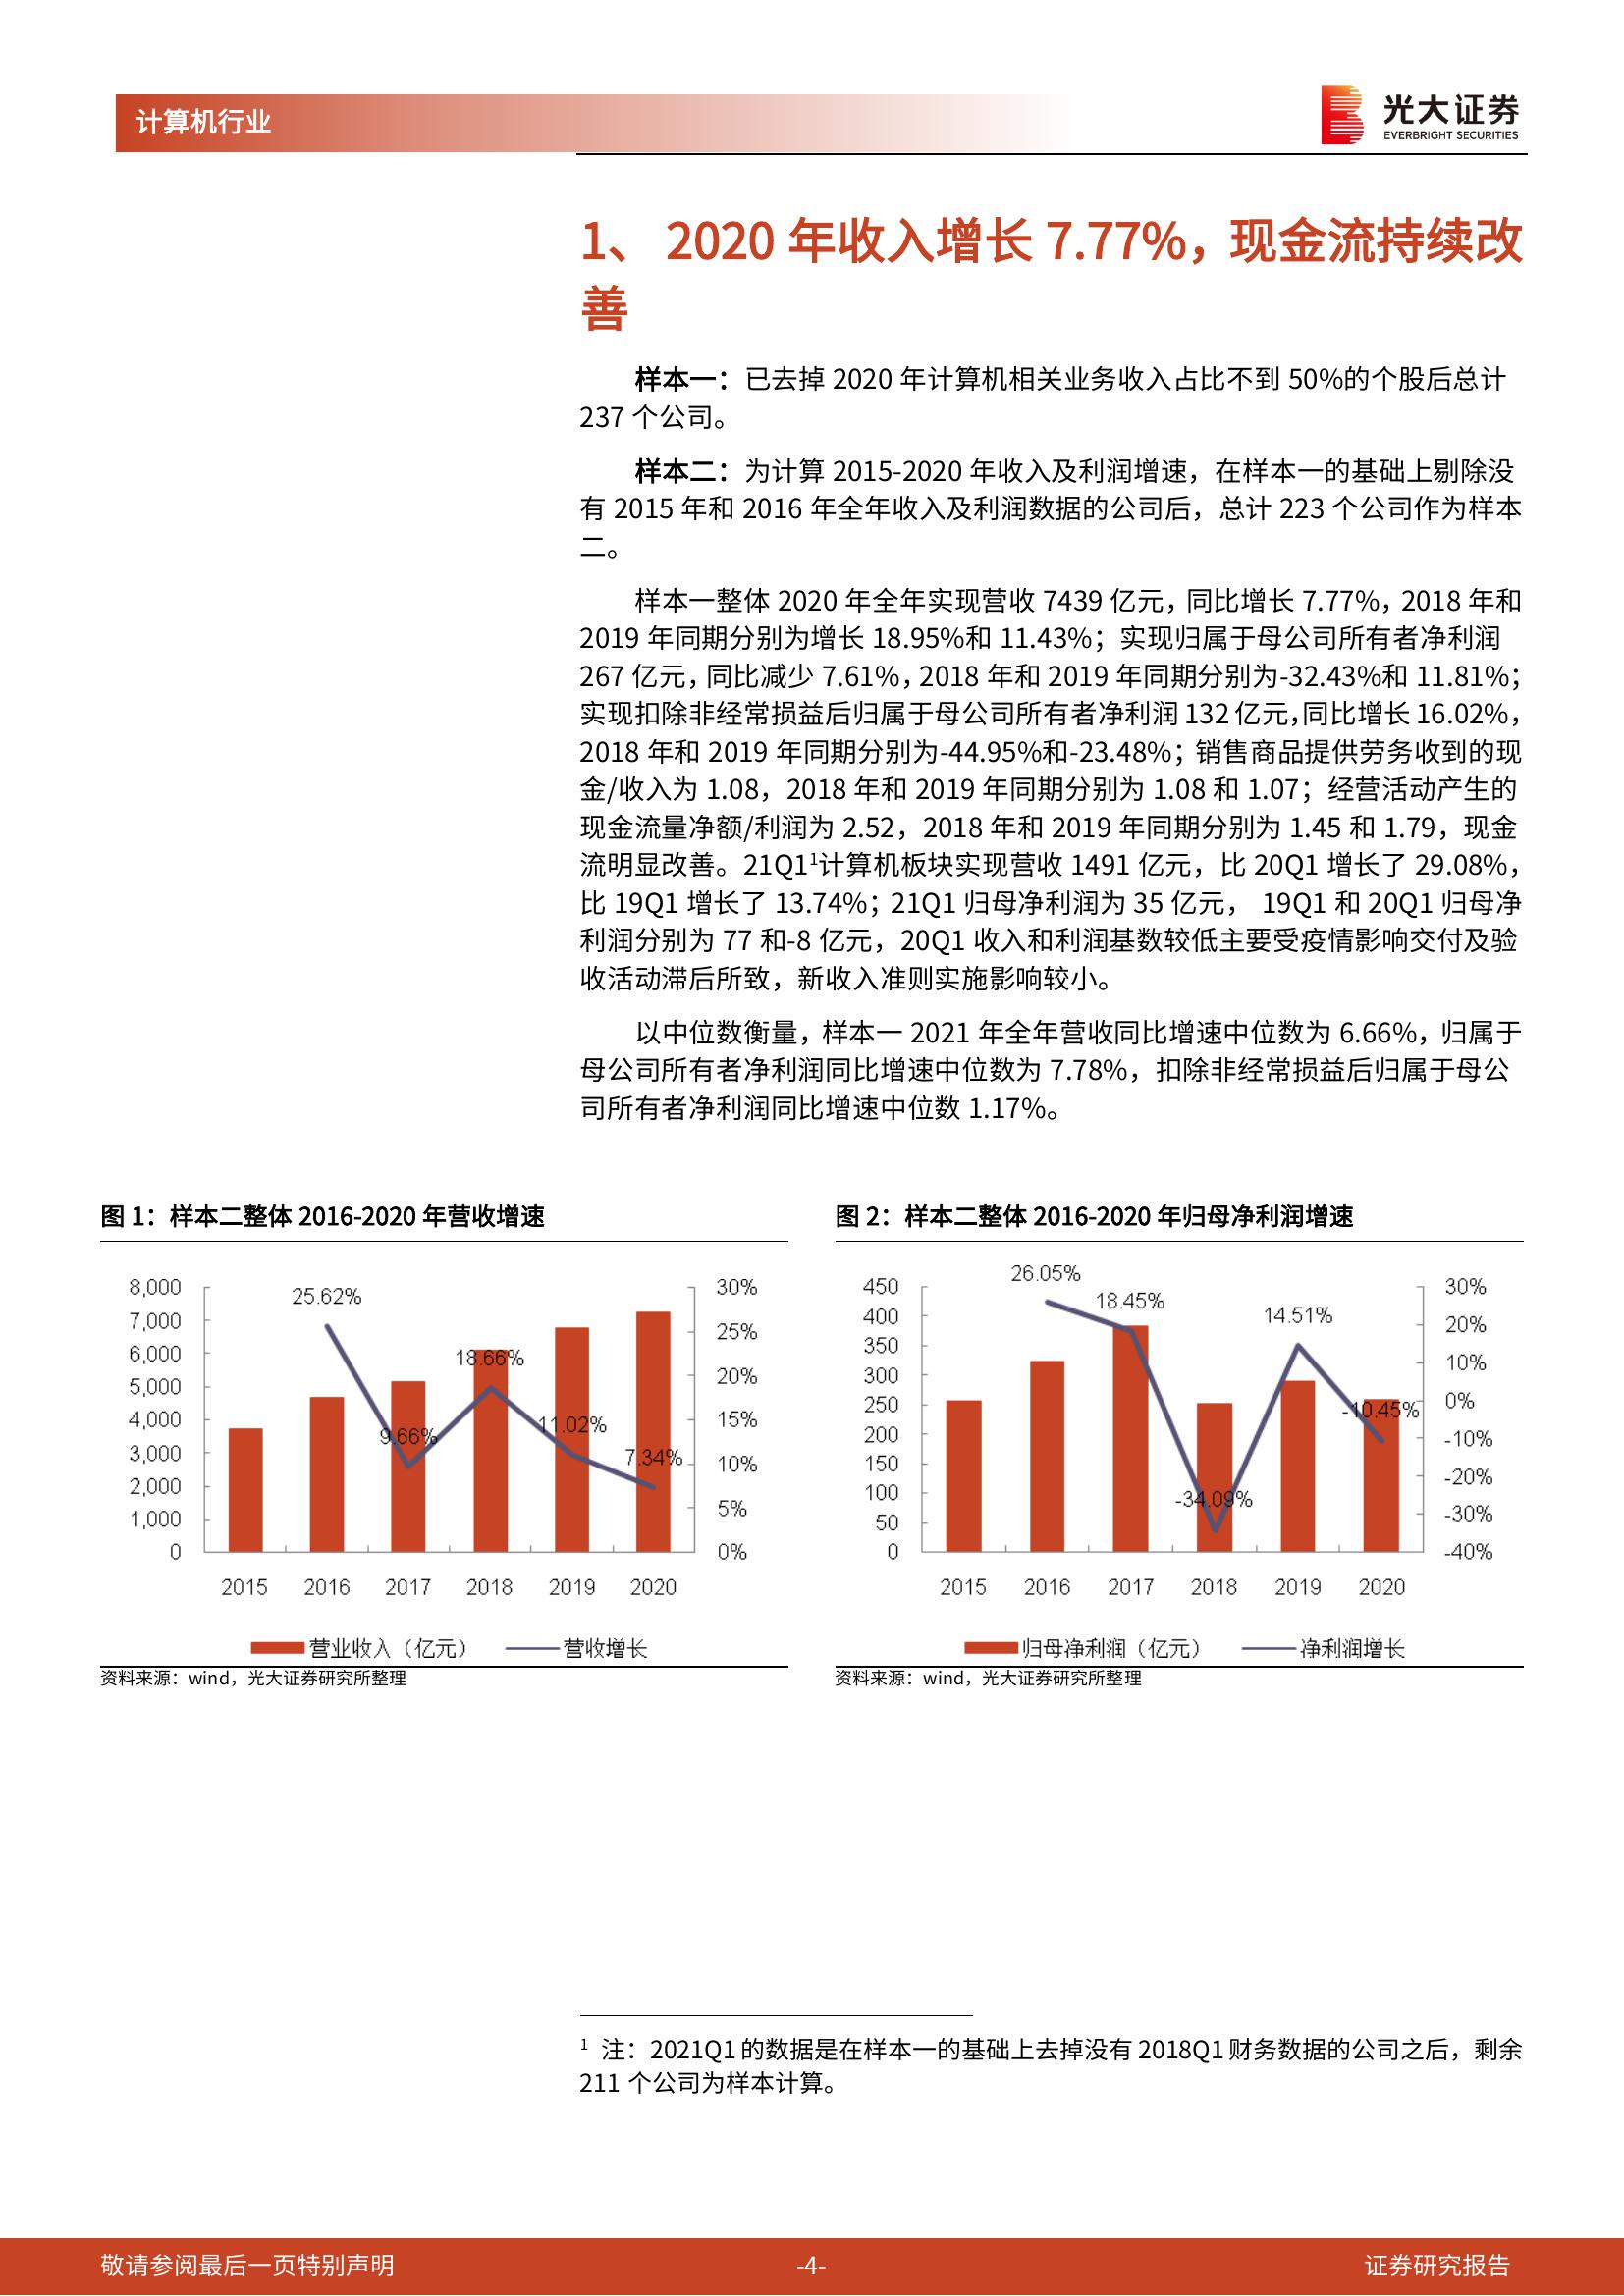 计算机行业
光大证券
EVERBRIGHT SECURITIES
1、 2020 年收入增长 7.77%，现金流持续改
善
样本一：已去掉 2020 年计算机相关业务收入占比不到 50%的个股后总计
237 个公司。
样本二：为计算 2015-2020 年收入及利润增速，在样本一的基础上剔除没
有 2015 年和 2016 年全年收入及利润数据的公司后，总计 223 个公司作为样本
二。
样本一整体 2020 年全年实现营收 7439 亿元，同比增长 7.77%，2018 年和
2019 年同期分别为增长 18.95%和 11.43%；实现归属于母公司所有者净利润
267 亿元，同比减少 7.61%，2018 年和 2019 年同期分别为-32.43%和 11.81%；
实现扣除非经常损益后归属于母公司所有者净利润 132 亿元，同比增长 16.02%，
2018 年和 2019 年同期分别为-44.95%和-23.48%；销售商品提供劳务收到的现
金/收入为 1.08，2018 年和 2019 年同期分别为 1.08 和 1.07；经营活动产生的
现金流量净额/利润为 2.52，2018 年和 2019 年同期分别为 1.45 和 1.79，现金
流明显改善。21Q1¹计算机板块实现营收 1491 亿元，比 20Q1 增长了 29.08%，
比 19Q1 增长了 13.74%；21Q1 归母净利润为 35 亿元， 19Q1 和 20Q1 归母净
利润分别为 77 和-8 亿元，20Q1 收入和利润基数较低主要受疫情影响交付及验
收活动滞后所致，新收入准则实施影响较小。
以中位数衡量，样本一 2021 年全年营收同比增速中位数为 6.66%，归属于
母公司所有者净利润同比增速中位数为 7.78%，扣除非经常损益后归属于母公
司所有者净利润同比增速中位数 1.17%。
图 1：样本二整体 2016-2020 年营收增速
8,000
7,000
6,000
5,000
4,000
3,000
2,000
1,000
0
25.62%
9.66%
18.66%
11.02%
7.34%
30%
25%
20%
15%
10%
5%
0%
2015 2016 2017 2018 2019 2020
营业收入（亿元） 营收增长
资料来源：wind，光大证券研究所整理
图 2：样本二整体 2016-2020 年归母净利润增速
450
400
350
300
250
200
150
100
50
0
26.05%
18.45%
-34.09%
14.51%
-10.45%
30%
20%
10%
0%
-10%
-20%
-30%
-40%
2015 2016 2017 2018 2019 2020
归母净利润（亿元） 净利润增长
资料来源：wind，光大证券研究所整理
¹ 注：2021Q1 的数据是在样本一的基础上去掉没有 2018Q1 财务数据的公司之后，剩余
211 个公司为样本计算。
敬请参阅最后一页特别声明 -4- 证券研究报告